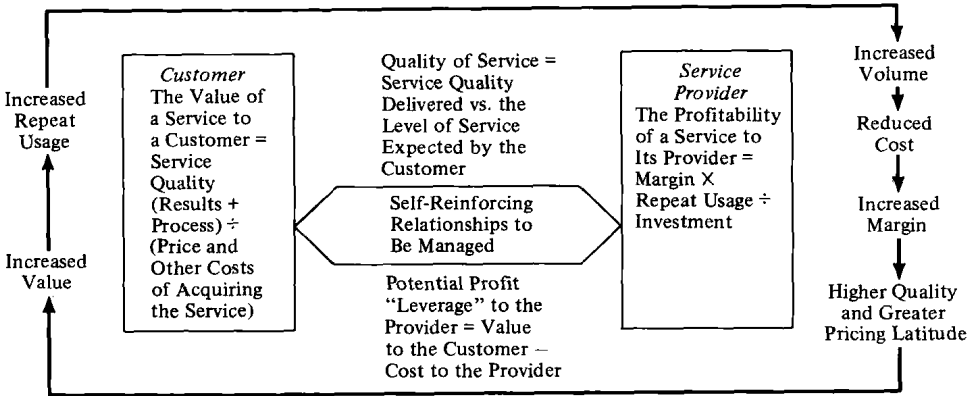 Increased
Repeat
Usage
Increased
Value
Customer
The Value of
a Service to
a Customer =
Service
Quality
(Results +
Process) ÷
(Price and
Other Costs
of Acquiring
the Service)
Quality of Service =
Service Quality
Delivered vs. the
Level of Service
Expected by the
Customer
Self-Reinforcing
Relationships to
Be Managed
Potential Profit
“Leverage” to the
Provider = Value
to the Customer –
Cost to the Provider
Service
Provider
The Profitability
of a Service to
Its Provider =
Margin X
Repeat Usage ÷
Investment
Increased
Volume
Reduced
Cost
Increased
Margin
Higher Quality
and Greater
Pricing Latitude